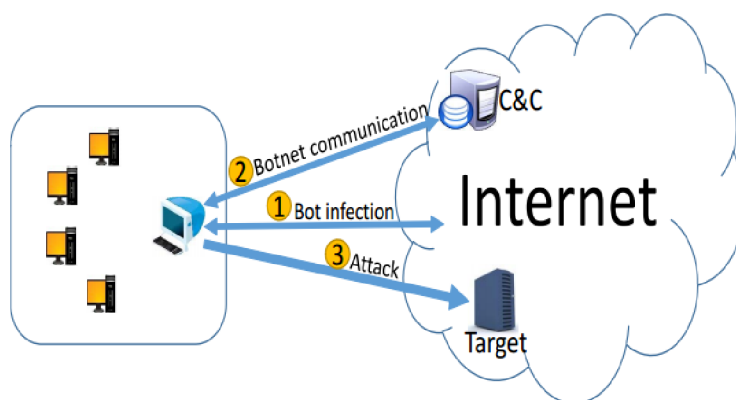 C&C
2 Botnet communication
Internet
1 Bot infection
3 Attack
Target